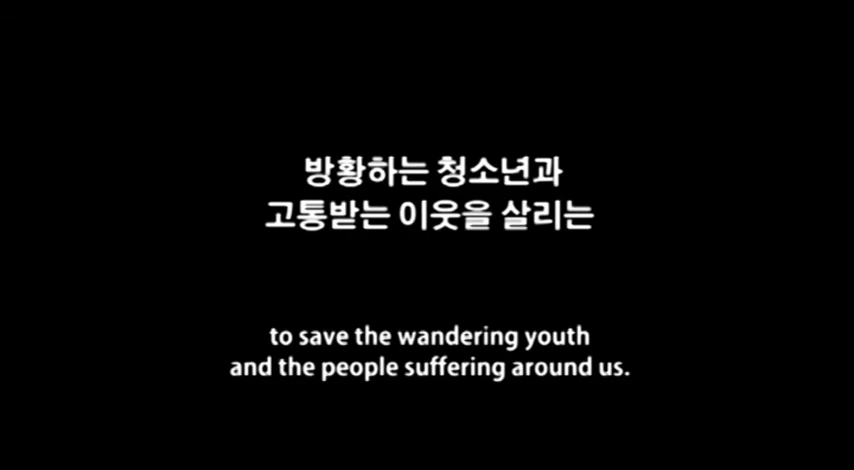 방황하는 청소년과
고통받는 이웃을 살리는
to save the wandering youth
and the people suffering around us.